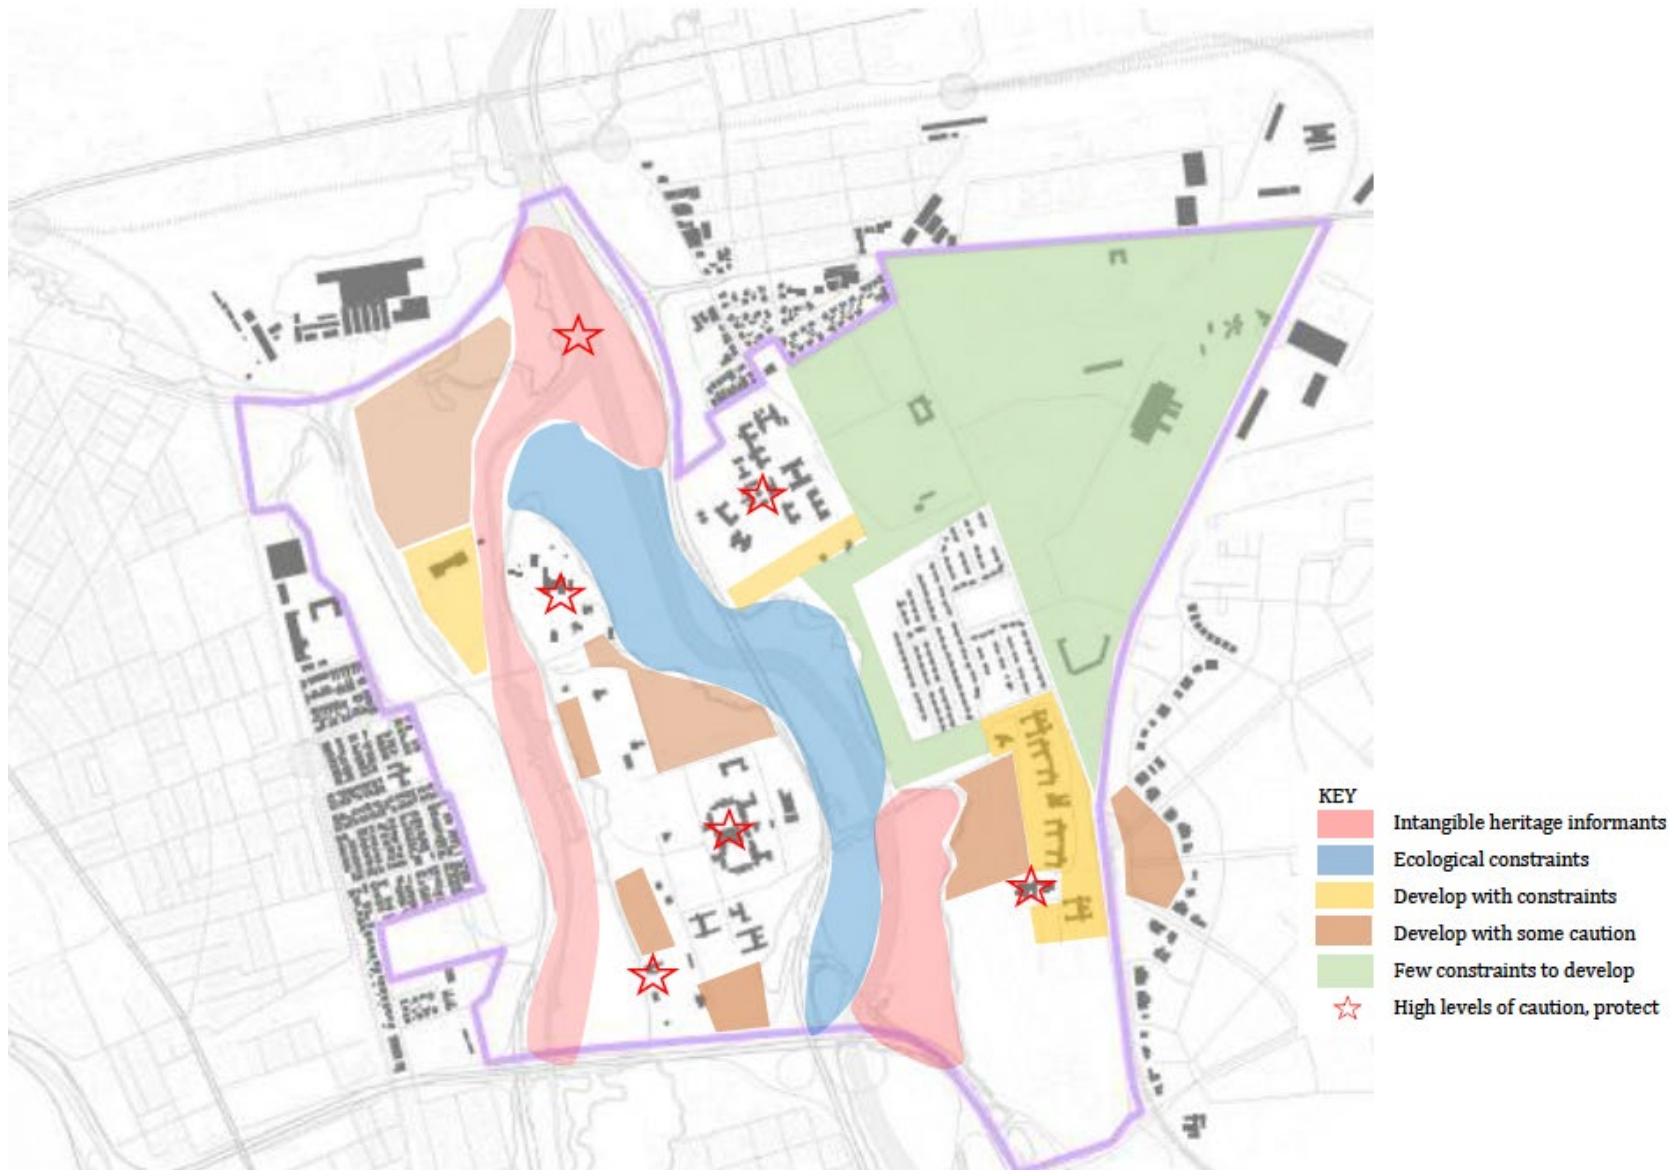 KEY
Intangible heritage informants
Ecological constraints
Develop with constraints
Develop with some caution
Few constraints to develop
High levels of caution, protect